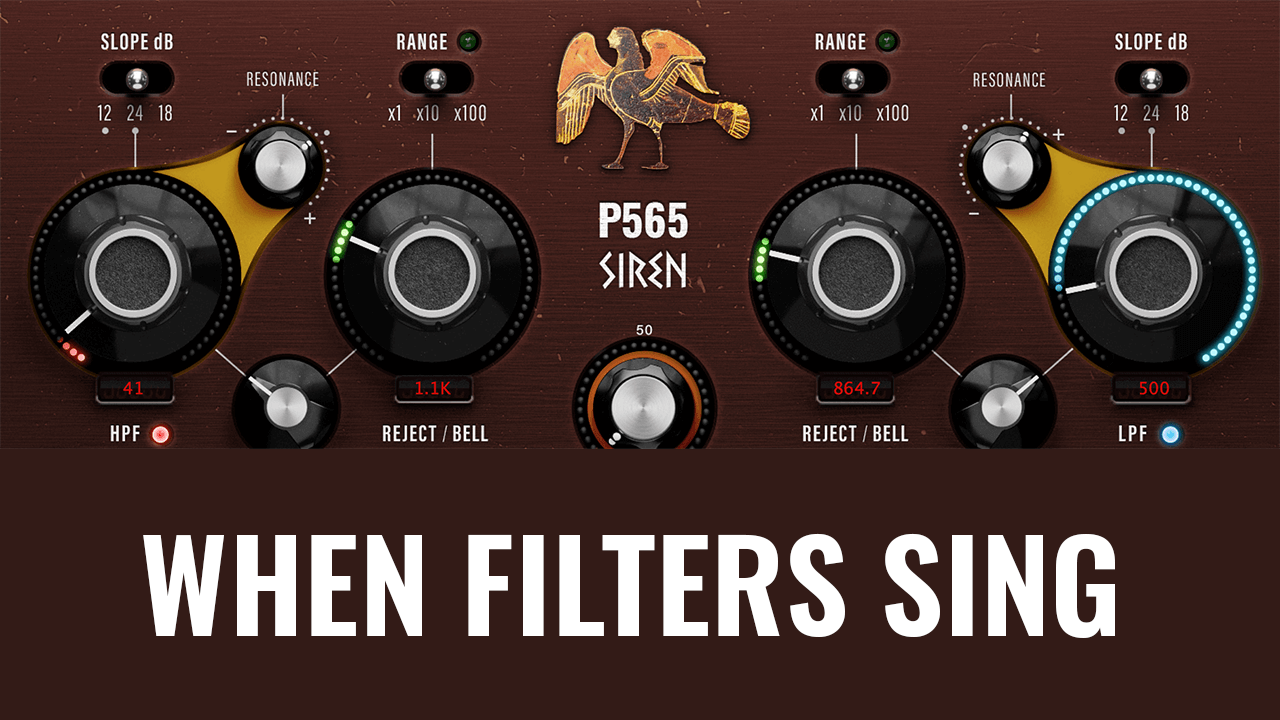 SLOPE dB
RANGE
RANGE
SLOPE dB
RESONANCE
RESONANCE
12 24 18
x1 x10 x100
x1 x10 x100
12 24 18
− +
+ −
P565
SIREN
50
41
1.1K
864.7
500
HPF
REJECT / BELL
REJECT / BELL
LPF
WHEN FILTERS SING